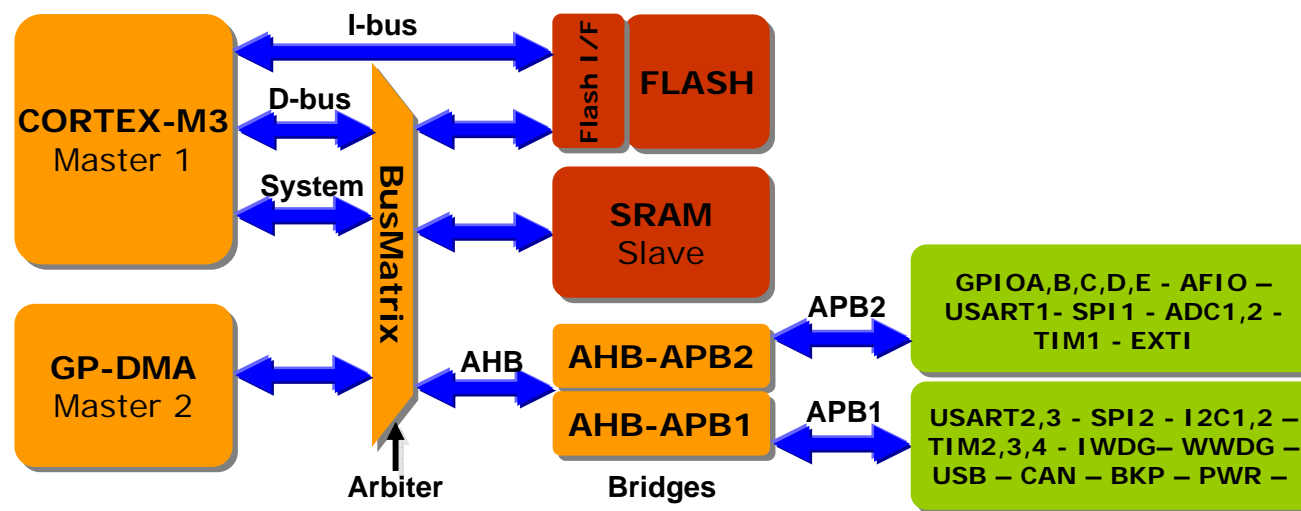 I-bus
CORTEX-M3
Master 1
D-bus
System
BusMatrix
Flash I/F
FLASH
SRAM
Slave
GP-DMA
Master 2
AHB
AHB-APB2
AHB-APB1
APB2
APB1
GPIOA,B,C,D,E - AFIO –
USART1- SPI1 - ADC1,2 -
TIM1 - EXTI
USART2,3 - SPI2 - I2C1,2 –
TIM2,3,4 - IWDG– WWDG –
USB – CAN – BKP – PWR –
Arbiter
Bridges